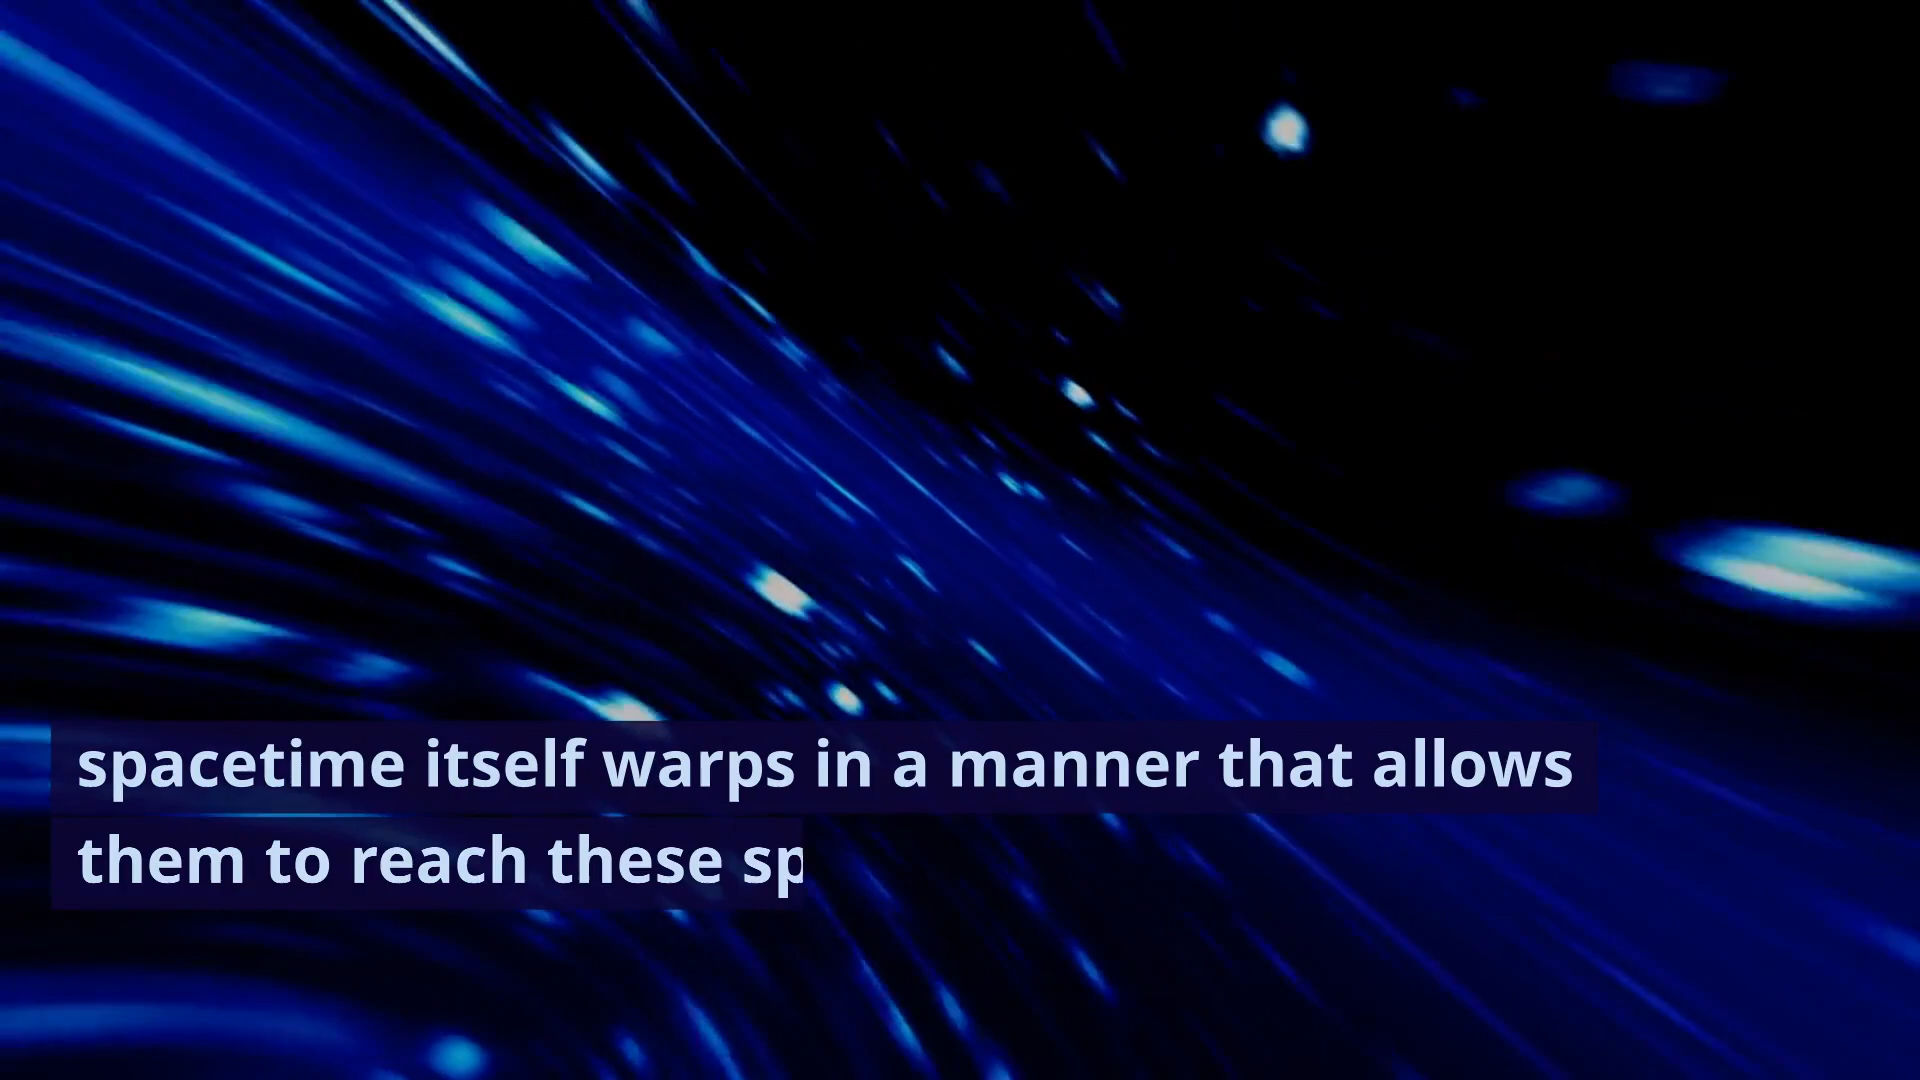 spacetime itself warps in a manner that allows
them to reach these sp